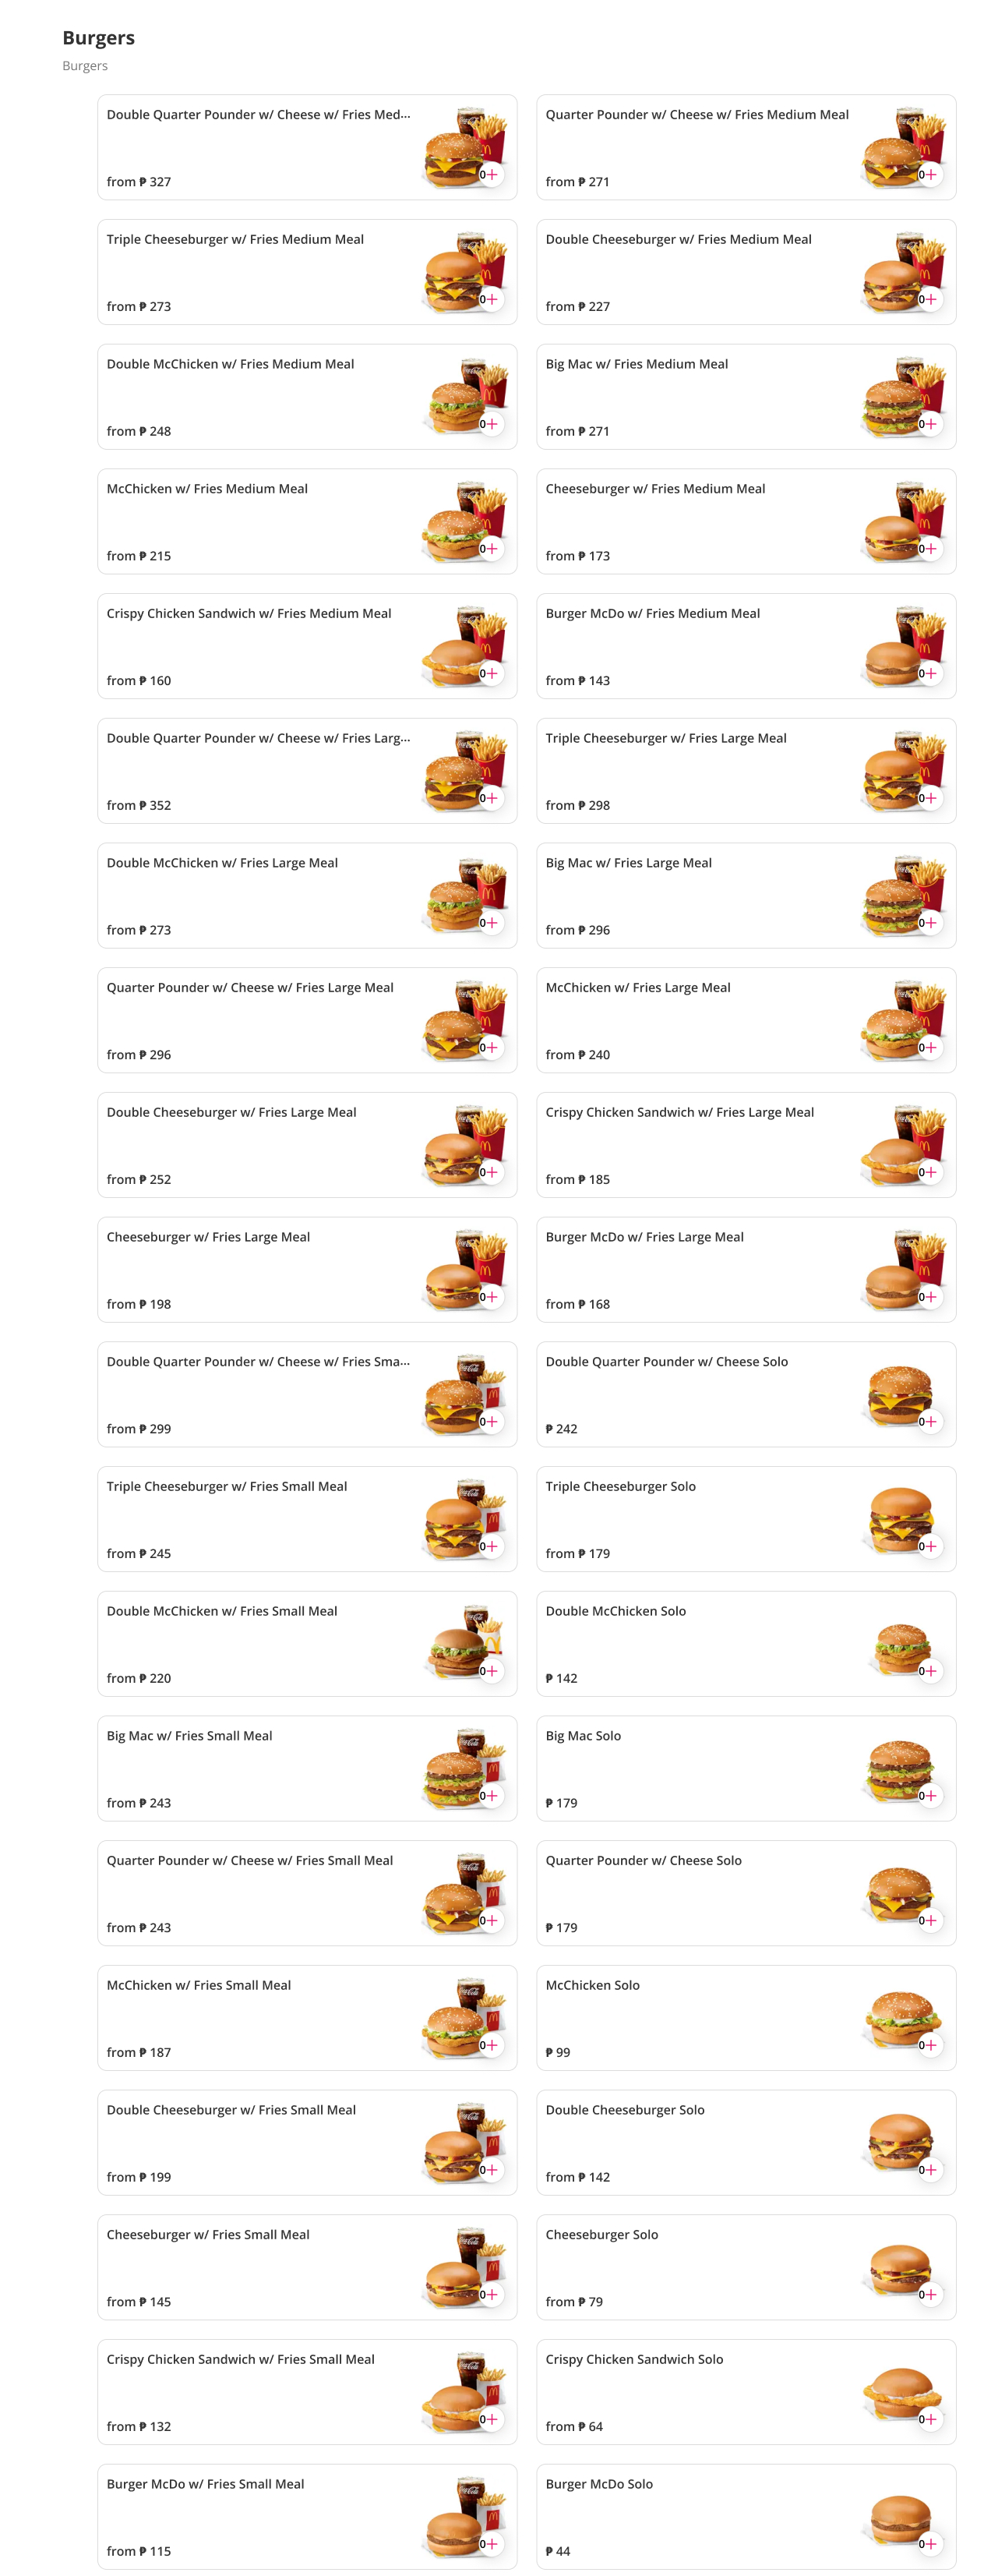 Burgers
Burgers
Double Quarter Pounder w/ Cheese w/ Fries Med...
from ₱ 327
Quarter Pounder w/ Cheese w/ Fries Medium Meal
from ₱ 271
Triple Cheeseburger w/ Fries Medium Meal
from ₱ 273
Double Cheeseburger w/ Fries Medium Meal
from ₱ 227
Double McChicken w/ Fries Medium Meal
from ₱ 248
Big Mac w/ Fries Medium Meal
from ₱ 271
McChicken w/ Fries Medium Meal
from ₱ 215
Cheeseburger w/ Fries Medium Meal
from ₱ 173
Crispy Chicken Sandwich w/ Fries Medium Meal
from ₱ 160
Burger McDo w/ Fries Medium Meal
from ₱ 143
Double Quarter Pounder w/ Cheese w/ Fries Larg...
from ₱ 352
Triple Cheeseburger w/ Fries Large Meal
from ₱ 298
Double McChicken w/ Fries Large Meal
from ₱ 273
Big Mac w/ Fries Large Meal
from ₱ 296
Quarter Pounder w/ Cheese w/ Fries Large Meal
from ₱ 296
McChicken w/ Fries Large Meal
from ₱ 240
Double Cheeseburger w/ Fries Large Meal
from ₱ 252
Crispy Chicken Sandwich w/ Fries Large Meal
from ₱ 185
Cheeseburger w/ Fries Large Meal
from ₱ 198
Burger McDo w/ Fries Large Meal
from ₱ 168
Double Quarter Pounder w/ Cheese w/ Fries Sma...
from ₱ 299
Double Quarter Pounder w/ Cheese Solo
₱ 242
Triple Cheeseburger w/ Fries Small Meal
from ₱ 245
Triple Cheeseburger Solo
from ₱ 179
Double McChicken w/ Fries Small Meal
from ₱ 220
Double McChicken Solo
₱ 142
Big Mac w/ Fries Small Meal
from ₱ 243
Big Mac Solo
₱ 179
Quarter Pounder w/ Cheese w/ Fries Small Meal
from ₱ 243
Quarter Pounder w/ Cheese Solo
₱ 179
McChicken w/ Fries Small Meal
from ₱ 187
McChicken Solo
₱ 99
Double Cheeseburger w/ Fries Small Meal
from ₱ 199
Double Cheeseburger Solo
from ₱ 142
Cheeseburger w/ Fries Small Meal
from ₱ 145
Cheeseburger Solo
from ₱ 79
Crispy Chicken Sandwich w/ Fries Small Meal
from ₱ 132
Crispy Chicken Sandwich Solo
from ₱ 64
Burger McDo w/ Fries Small Meal
from ₱ 115
Burger McDo Solo
₱ 44